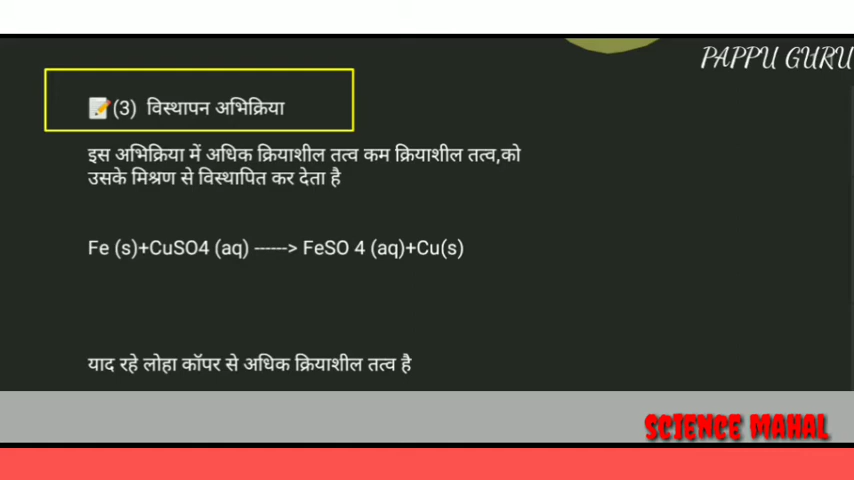 PAPPU GURU
📝(3) विस्थापन अभिक्रिया
इस अभिक्रिया में अधिक क्रियाशील तत्व कम क्रियाशील तत्व,को
उसके मिश्रण से विस्थापित कर देता है
Fe (s)+CuSO4 (aq) ------> FeSO 4 (aq)+Cu(s)
याद रहे लोहा कॉपर से अधिक क्रियाशील तत्व है
SCIENCE MAHAL